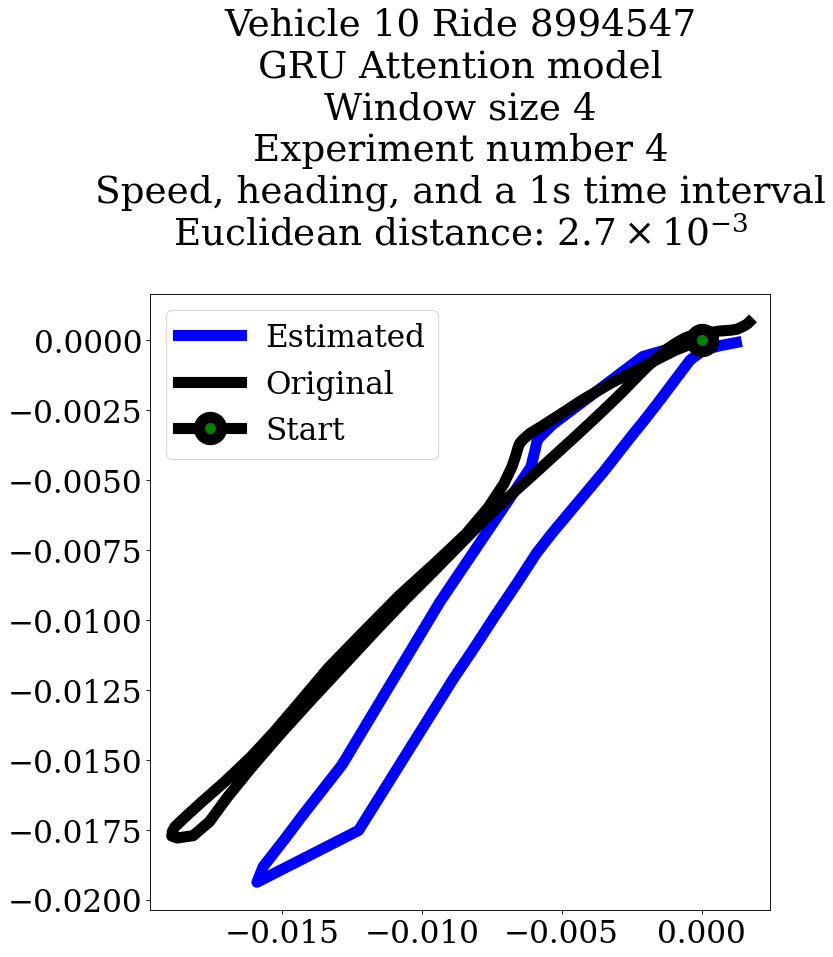 Vehicle 10 Ride 8994547
GRU Attention model
Window size 4
Experiment number 4
Speed, heading, and a 1s time interval
Euclidean distance: 2.7 × 10⁻³
Estimated
Original
Start
0.0000
−0.0025
−0.0050
−0.0075
−0.0100
−0.0125
−0.0150
−0.0175
−0.0200
−0.015 −0.010 −0.005 0.000